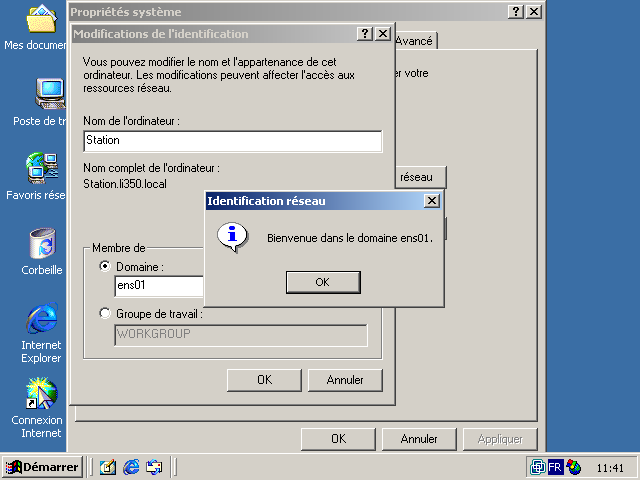 Propriétés système
Modifications de l'identification
Mes documen
Avancé
Vous pouvez modifier le nom et l'appartenance de cet
ordinateur. Les modifications peuvent affecter l'accès aux
ressources réseau.
er votre
Poste de tr
Nom de l'ordinateur :
Station
Nom complet de l'ordinateur :
Station.li350.local
réseau
Favoris rése
Identification réseau
Bienvenue dans le domaine ens01.
OK
Membre de
Domaine :
ens01
Corbeille
Groupe de travail :
WORKGROUP
Internet
Explorer
OK
Annuler
Connexion
Internet
OK
Annuler
Appliquer
Démarrer
FR
11:41